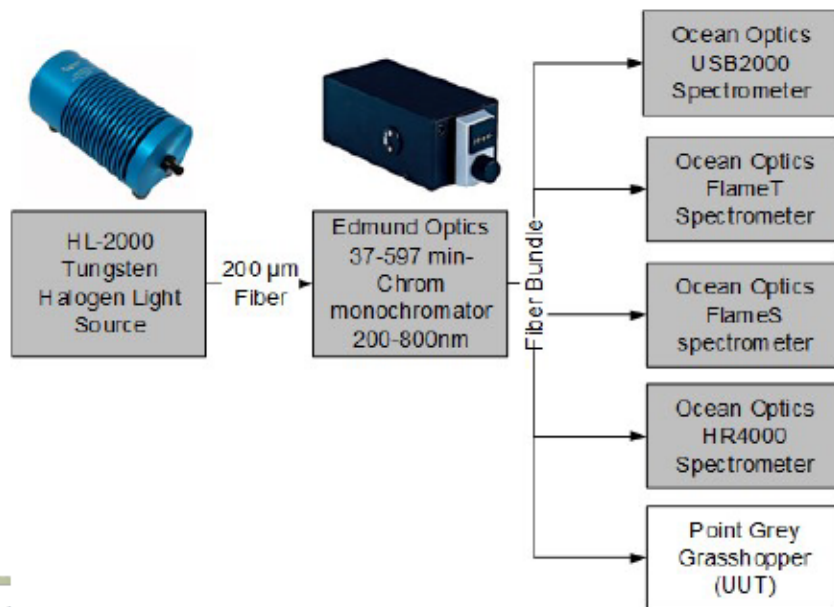 HL-2000
Tungsten
Halogen Light
Source
200 µm
Fiber
Edmund Optics
37-597 min-
Chrom
monochromator
200-800nm
Fiber Bundle
Ocean Optics
USB2000
Spectrometer
Ocean Optics
FlameT
Spectrometer
Ocean Optics
FlameS
spectrometer
Ocean Optics
HR4000
Spectrometer
Point Grey
Grasshopper
(UUT)